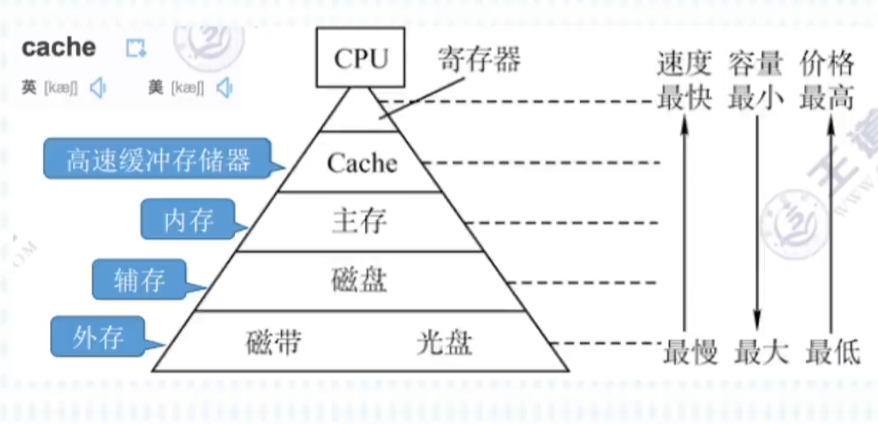 cache
英 [kæʃ] 美 [kæʃ]
CPU
寄存器
速度 容量 价格
最快 最小 最高
高速缓冲存储器
Cache
内存
主存
辅存
磁盘
外存
磁带 光盘
最慢 最大 最低
王道